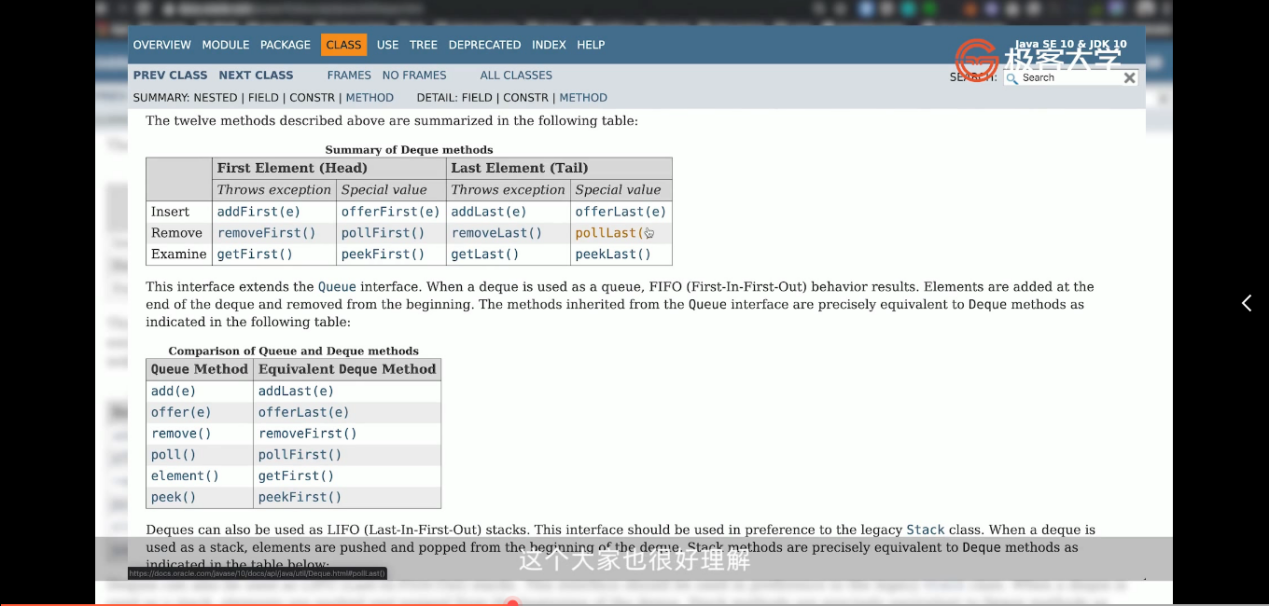 OVERVIEW MODULE PACKAGE CLASS USE TREE DEPRECATED INDEX HELP
Java SE 10 & JDK 10
极客大学
PREV CLASS NEXT CLASS FRAMES NO FRAMES ALL CLASSES
SEARCH: Search
SUMMARY: NESTED | FIELD | CONSTR | METHOD DETAIL: FIELD | CONSTR | METHOD
The twelve methods described above are summarized in the following table:
Summary of Deque methods
First Element (Head) Last Element (Tail)
Throws exception Special value Throws exception Special value
Insert addFirst(e) offerFirst(e) addLast(e) offerLast(e)
Remove removeFirst() pollFirst() removeLast() pollLast(
Examine getFirst() peekFirst() getLast() peekLast()
This interface extends the Queue interface. When a deque is used as a queue, FIFO (First-In-First-Out) behavior results. Elements are added at the
end of the deque and removed from the beginning. The methods inherited from the Queue interface are precisely equivalent to Deque methods as
indicated in the following table:
Comparison of Queue and Deque methods
Queue Method Equivalent Deque Method
add(e) addLast(e)
offer(e) offerLast(e)
remove() removeFirst()
poll() pollFirst()
element() getFirst()
peek() peekFirst()
Deques can also be used as LIFO (Last-In-First-Out) stacks. This interface should be used in preference to the legacy Stack class. When a deque is
used as a stack, elements are pushed and popped from the beginning of the deque. Stack methods are precisely equivalent to Deque methods as
这个大家也很好理解
indicated in the table below:
https://docs.oracle.com/javase/10/docs/api/java/util/Deque.html#pollLast()